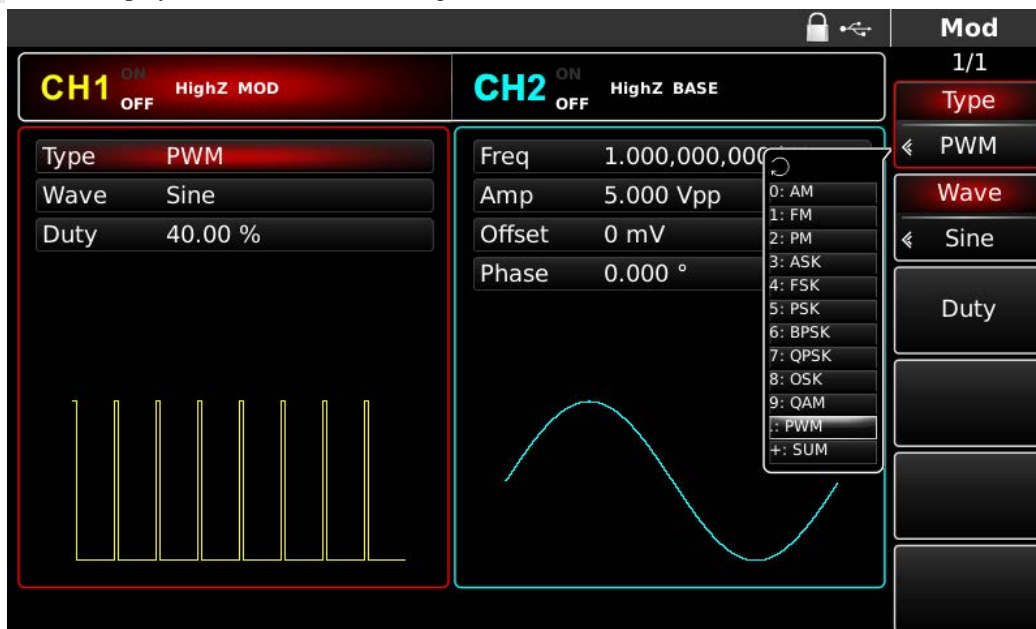 Mod
1/1
CH1 ON OFF HighZ MOD
CH2 ON OFF HighZ BASE
Type PWM
Wave Sine
Duty 40.00 %
Freq 1.000,000,000
Amp 5.000 Vpp
Offset 0 mV
Phase 0.000 °
0: AM
1: FM
2: PM
3: ASK
4: FSK
5: PSK
6: BPSK
7: QPSK
8: OSK
9: QAM
.: PWM
+: SUM
Type
PWM
Wave
Sine
Duty